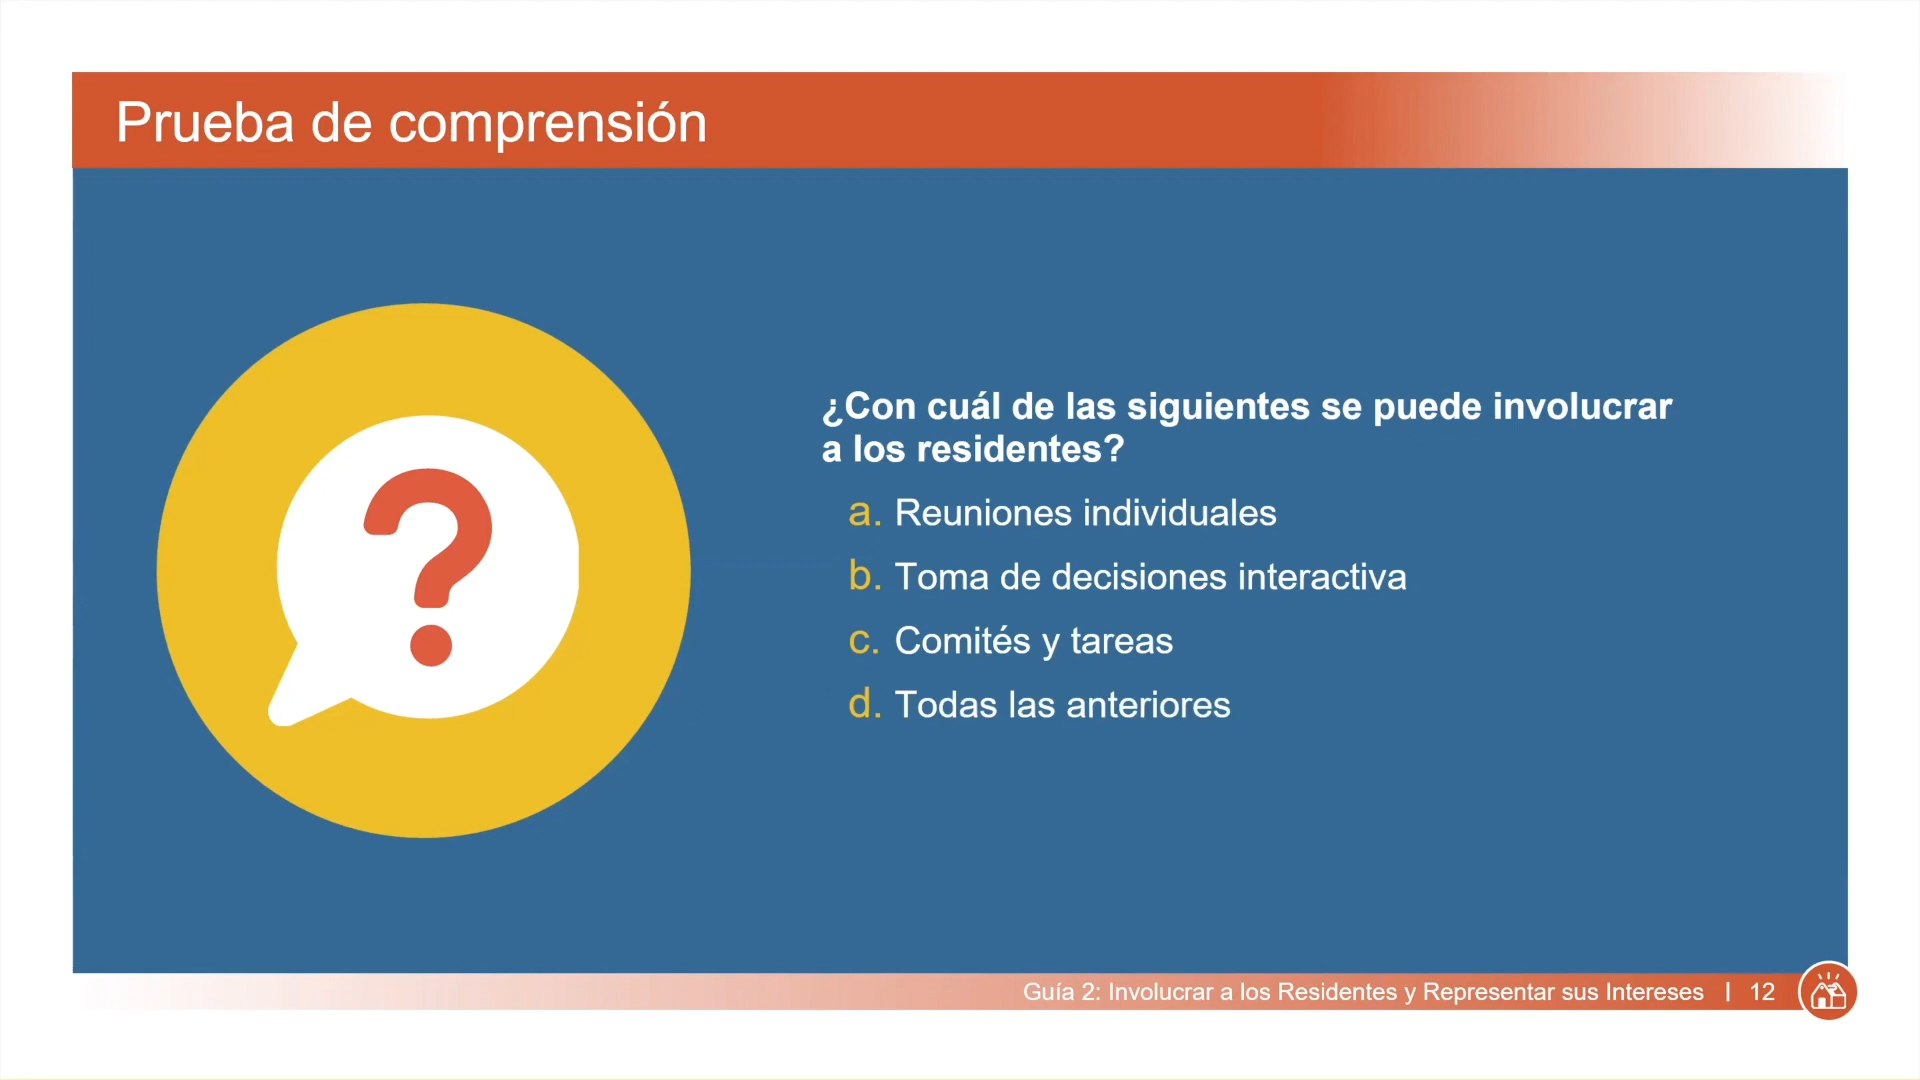 Prueba de comprensión
¿Con cuál de las siguientes se puede involucrar
a los residentes?
a. Reuniones individuales
b. Toma de decisiones interactiva
c. Comités y tareas
d. Todas las anteriores
Guía 2: Involucrar a los Residentes y Representar sus Intereses | 12